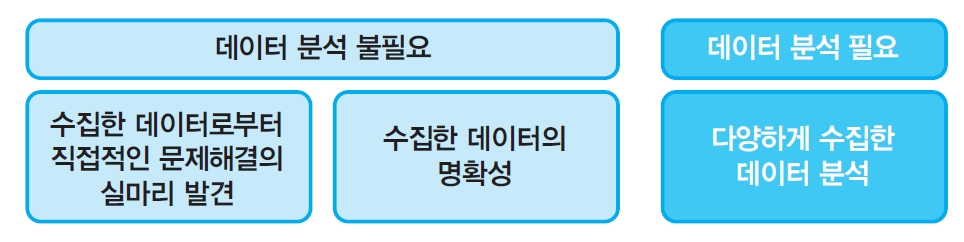 데이터 분석 불필요
데이터 분석 필요
수집한 데이터로부터
직접적인 문제해결의
실마리 발견
수집한 데이터의
명확성
다양하게 수집한
데이터 분석